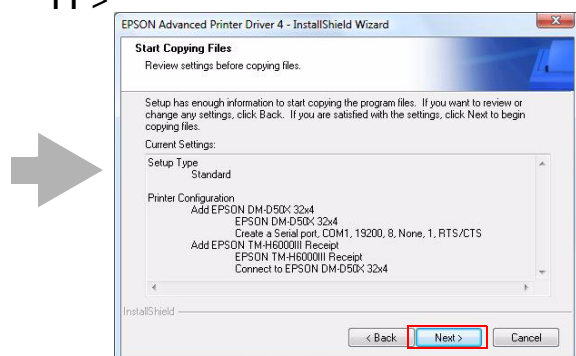 EPSON Advanced Printer Driver 4 - InstallShield Wizard
Start Copying Files
Review settings before copying files.
Setup has enough information to start copying the program files. If you want to review or
change any settings, click Back. If you are satisfied with the settings, click Next to begin
copying files.
Current Settings:
Setup Type
Standard
Printer Configuration
Add EPSON DM-D50X 32x4
EPSON DM-D50X 32x4
Create a Serial port, COM1, 19200, 8, None, 1, RTS/CTS
Add EPSON TM-H6000III Receipt
EPSON TM-H6000III Receipt
Connect to EPSON DM-D50X 32x4
InstallShield
< Back Next > Cancel